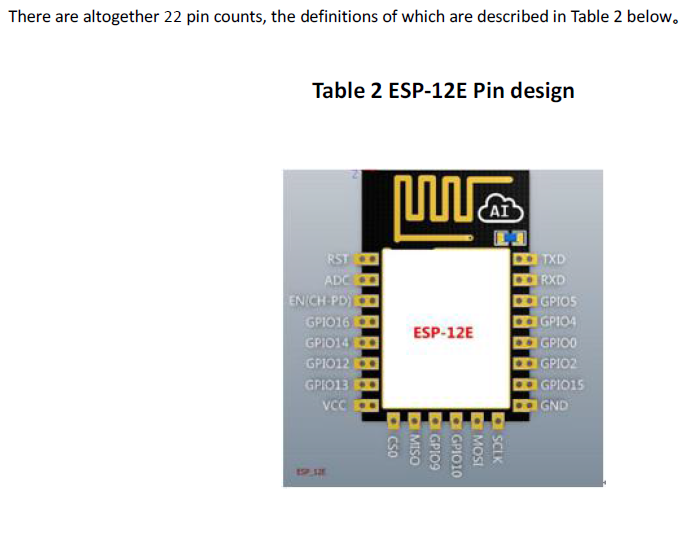 There are altogether 22 pin counts, the definitions of which are described in Table 2 below。
Table 2 ESP-12E Pin design
AI
RST
ADC
EN(CH-PD)
GPIO16
GPIO14
GPIO12
GPIO13
VCC
ESP-12E
TXD
RXD
GPIO5
GPIO4
GPIO0
GPIO2
GPIO15
GND
CS0
MISO
GPIO9
GPIO10
MOSI
SCLK
ESP_12E